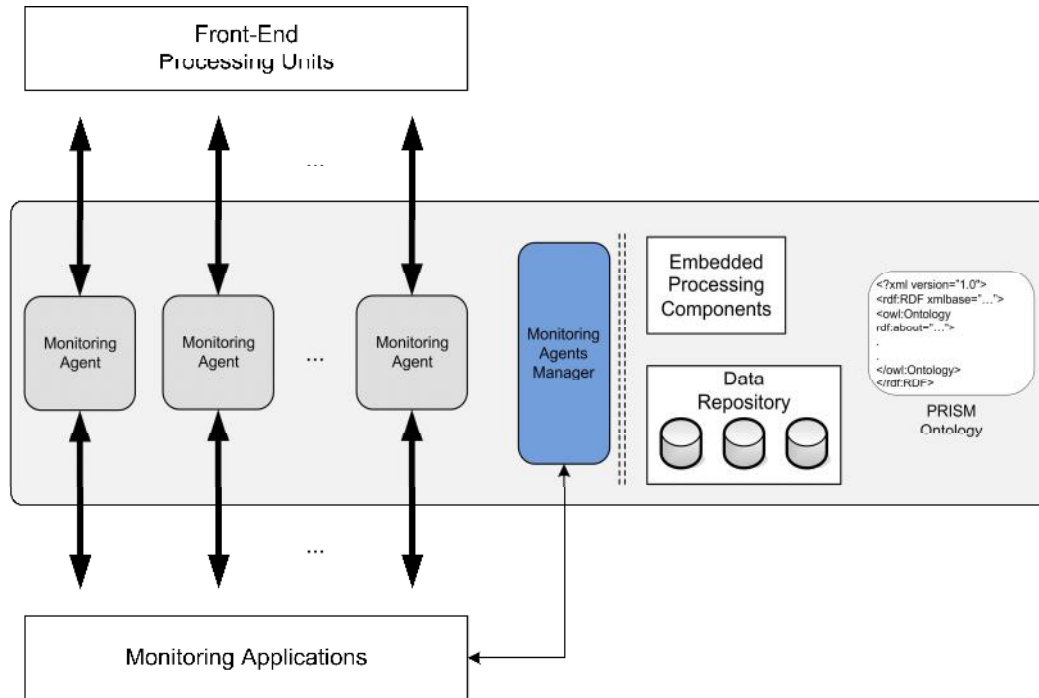 Front-End
Processing Units
...
Monitoring
Agent
Monitoring
Agent
...
Monitoring
Agent
Monitoring
Agents
Manager
Embedded
Processing
Components
Data
Repository
<?xml version="1.0">
<rdf:RDF xmlbase="…">
<owl:Ontology
rdf:about="…">
.
.
</owl:Ontology>
</rdf:RDF>
PRISM
Ontology
...
Monitoring Applications